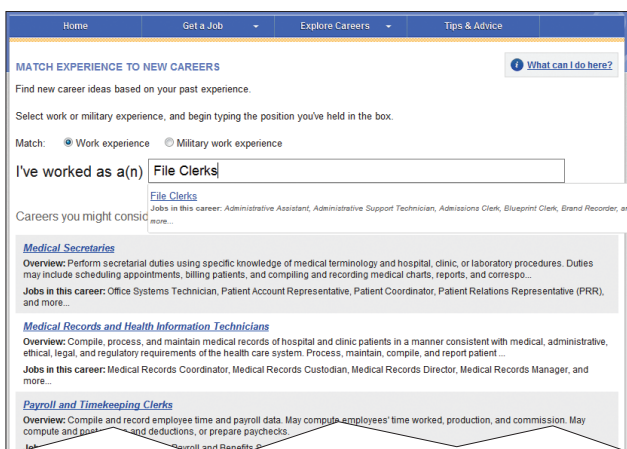 Home Get a Job Explore Careers Tips & Advice
MATCH EXPERIENCE TO NEW CAREERS
i What can I do here?
Find new career ideas based on your past experience.
Select work or military experience, and begin typing the position you've held in the box.
Match: Work experience Military work experience
I've worked as a(n) File Clerks
File Clerks
Jobs in this career: Administrative Assistant, Administrative Support Technician, Admissions Clerk, Blueprint Clerk, Brand Recorder,
more...
Careers you might
Medical Secretaries
Overview: Perform secretarial duties using specific knowledge of medical terminology and hospital, clinic, or laboratory procedures. Duties
may include scheduling appointments, billing patients, and compiling and recording medical charts, reports, and correspo...
Jobs in this career: Office Systems Technician, Patient Account Representative, Patient Coordinator, Patient Relations Representative (PRR),
and more...
Medical Records and Health Information Technicians
Overview: Compile, process, and maintain medical records of hospital and clinic patients in a manner consistent with medical, administrative,
ethical, legal, and regulatory requirements of the health care system. Process, maintain, compile, and report patient ...
Jobs in this career: Medical Records Coordinator, Medical Records Custodian, Medical Records Director, Medical Records Manager, and
more...
Payroll and Timekeeping Clerks
Overview: Compile and record employee time and payroll data. May compute employees' time worked, production, and commission. May
compute and post and deductions, or prepare paychecks.
Payroll and Benefits